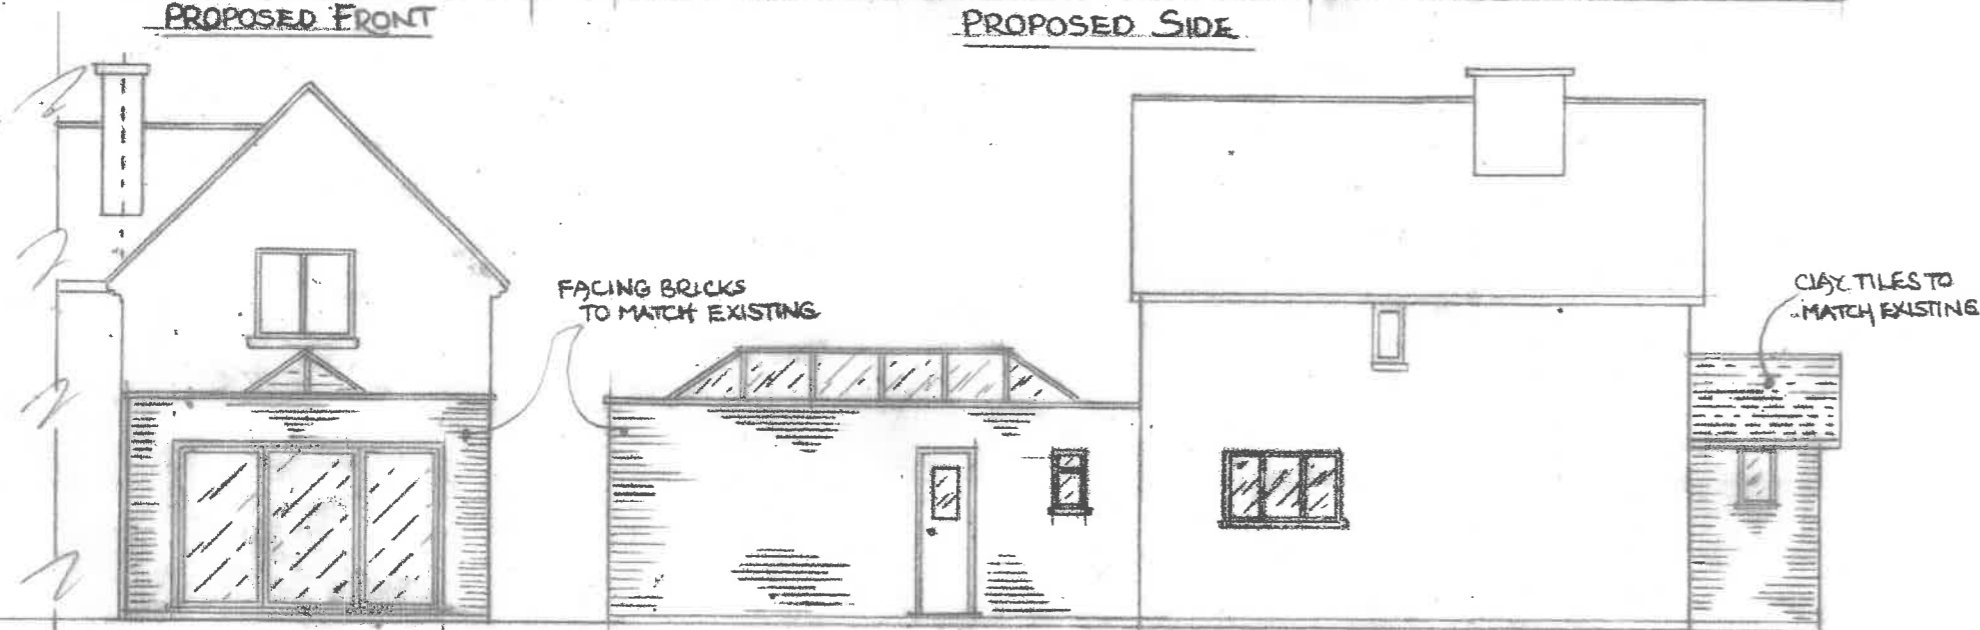 PROPOSED FRONT
PROPOSED SIDE
FACING BRICKS
TO MATCH EXISTING
CLAY TILES TO
MATCH EXISTING